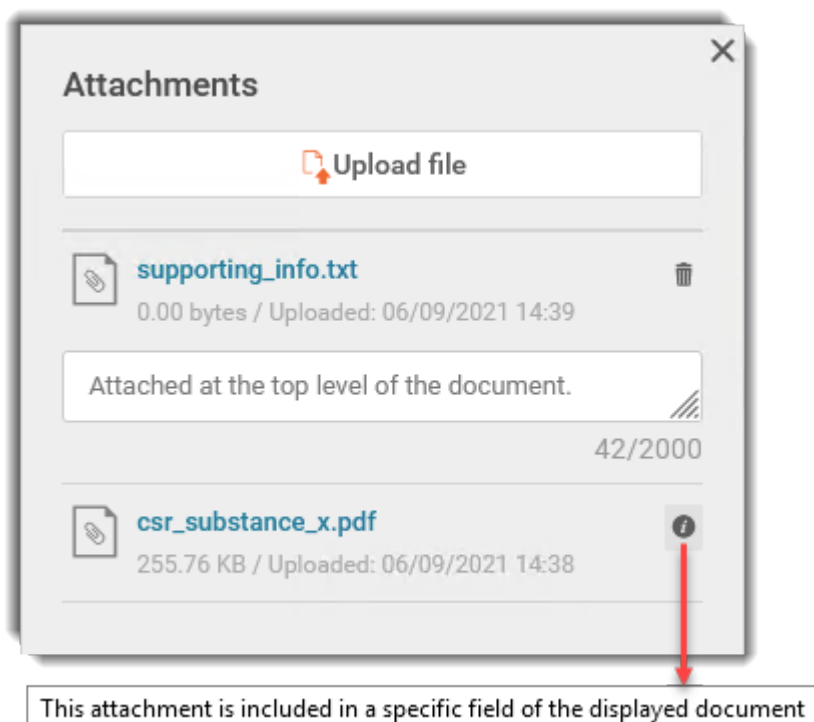 Attachments
Upload file
supporting_info.txt
0.00 bytes / Uploaded: 06/09/2021 14:39
Attached at the top level of the document.
42/2000
csr_substance_x.pdf
255.76 KB / Uploaded: 06/09/2021 14:38
This attachment is included in a specific field of the displayed document